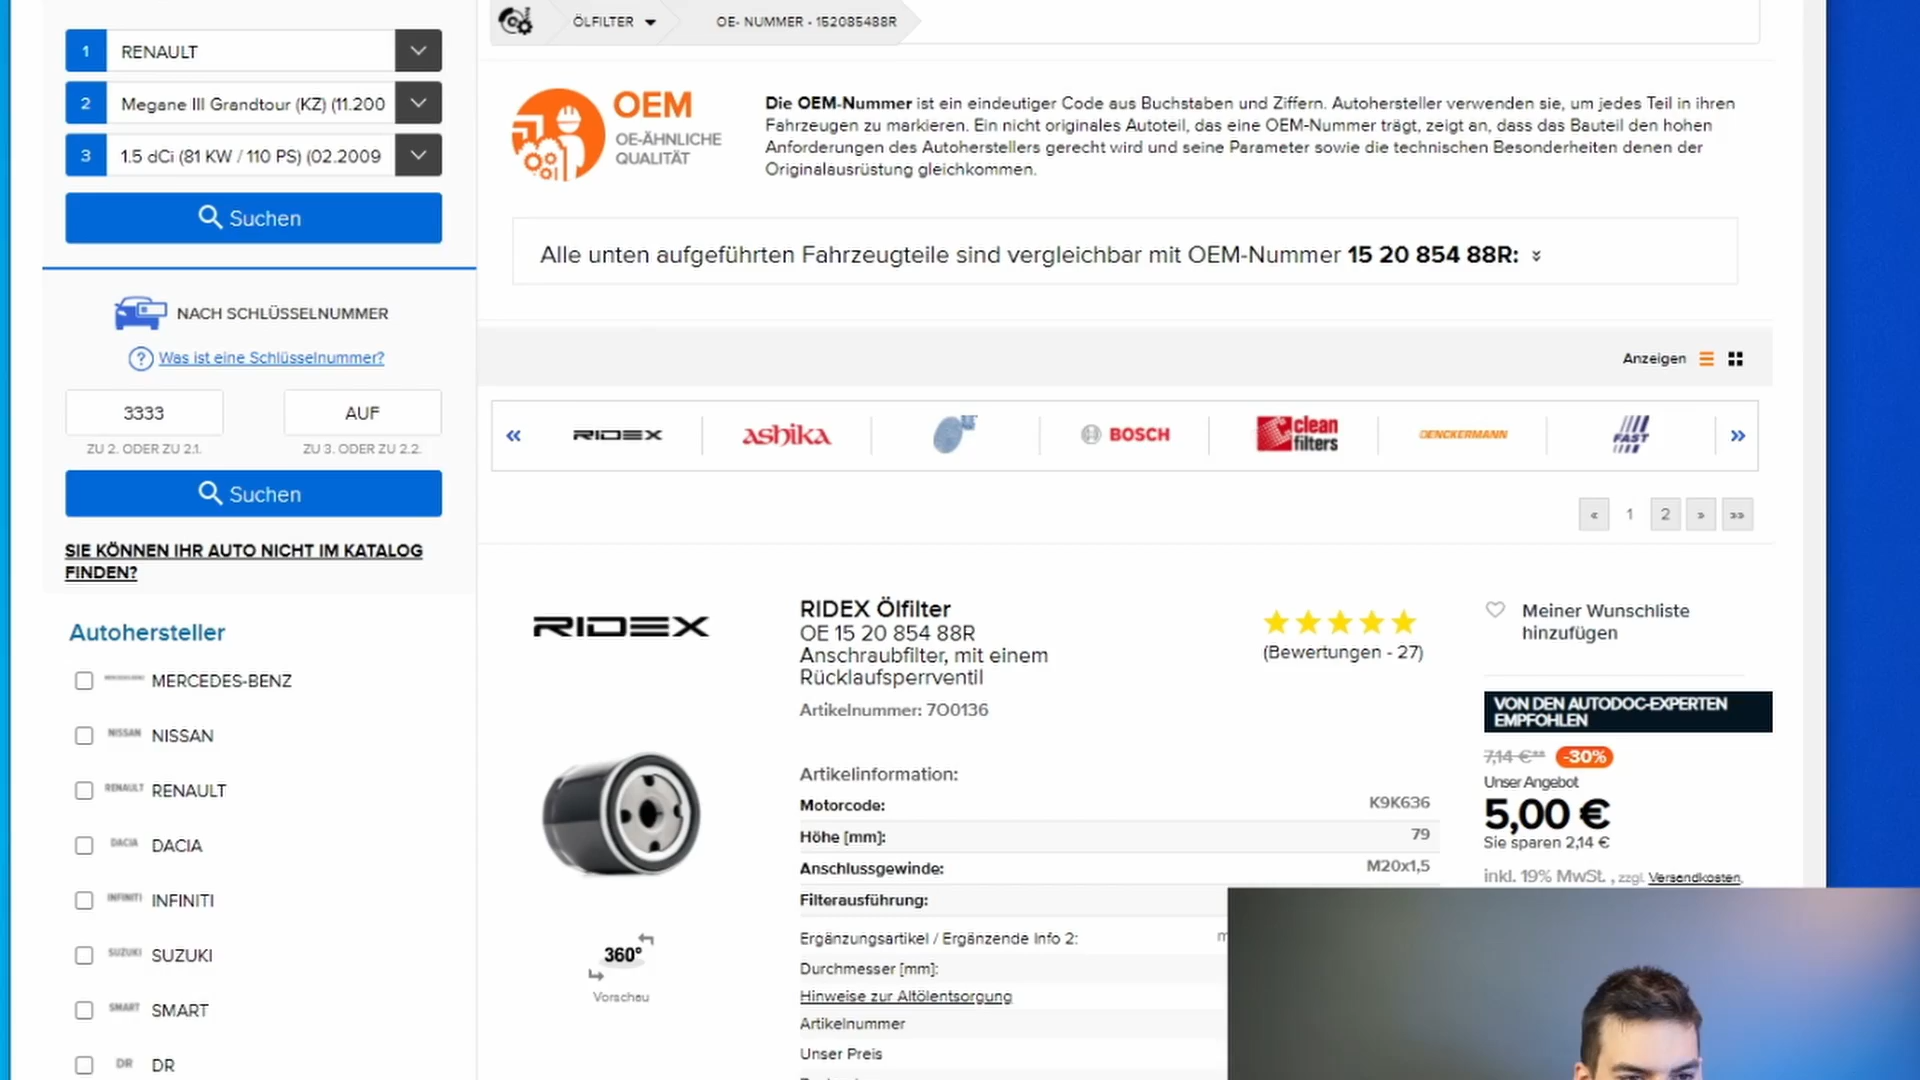 ÖLFILTER
OE- NUMMER - 152085488R
1 RENAULT
2 Megane III Grandtour (KZ) (11.200
3 1.5 dCi (81 KW / 110 PS) (02.2009
Suchen
NACH SCHLÜSSELNUMMER
Was ist eine Schlüsselnummer?
3333 AUF
ZU 2. ODER ZU 2.1. ZU 3. ODER ZU 2.2.
Suchen
SIE KÖNNEN IHR AUTO NICHT IM KATALOG
FINDEN?
Autohersteller
MERCEDES-BENZ
NISSAN NISSAN
RENAULT RENAULT
DACIA DACIA
INFINITI INFINITI
SUZUKI SUZUKI
SMART SMART
DR DR
OEM
OE-ÄHNLICHE
QUALITÄT
Die OEM-Nummer ist ein eindeutiger Code aus Buchstaben und Ziffern. Autohersteller verwenden sie, um jedes Teil in ihren
Fahrzeugen zu markieren. Ein nicht originales Autoteil, das eine OEM-Nummer trägt, zeigt an, dass das Bauteil den hohen
Anforderungen des Autoherstellers gerecht wird und seine Parameter sowie die technischen Besonderheiten denen der
Originalausrüstung gleichkommen.
Alle unten aufgeführten Fahrzeugteile sind vergleichbar mit OEM-Nummer 15 20 854 88R:
Anzeigen
« RIDEX ashika BOSCH clean filters DENCKERMANN FAST »
« 1 2 » »»
RIDEX
360°
Vorschau
RIDEX Ölfilter
OE 15 20 854 88R
Anschraubfilter, mit einem
Rücklaufsperrventil
Artikelnummer: 7O0136
(Bewertungen - 27)
Artikelinformation:
Motorcode: K9K636
Höhe [mm]: 79
Anschlussgewinde: M20x1,5
Filterausführung:
Ergänzungsartikel / Ergänzende Info 2:
Durchmesser [mm]:
Hinweise zur Altölentsorgung
Artikelnummer
Unser Preis
Meiner Wunschliste
hinzufügen
VON DEN AUTODOC-EXPERTEN
EMPFOHLEN
7,14 €** -30%
Unser Angebot
5,00 €
Sie sparen 2,14 €
inkl. 19% MwSt. , zzgl. Versandkosten.